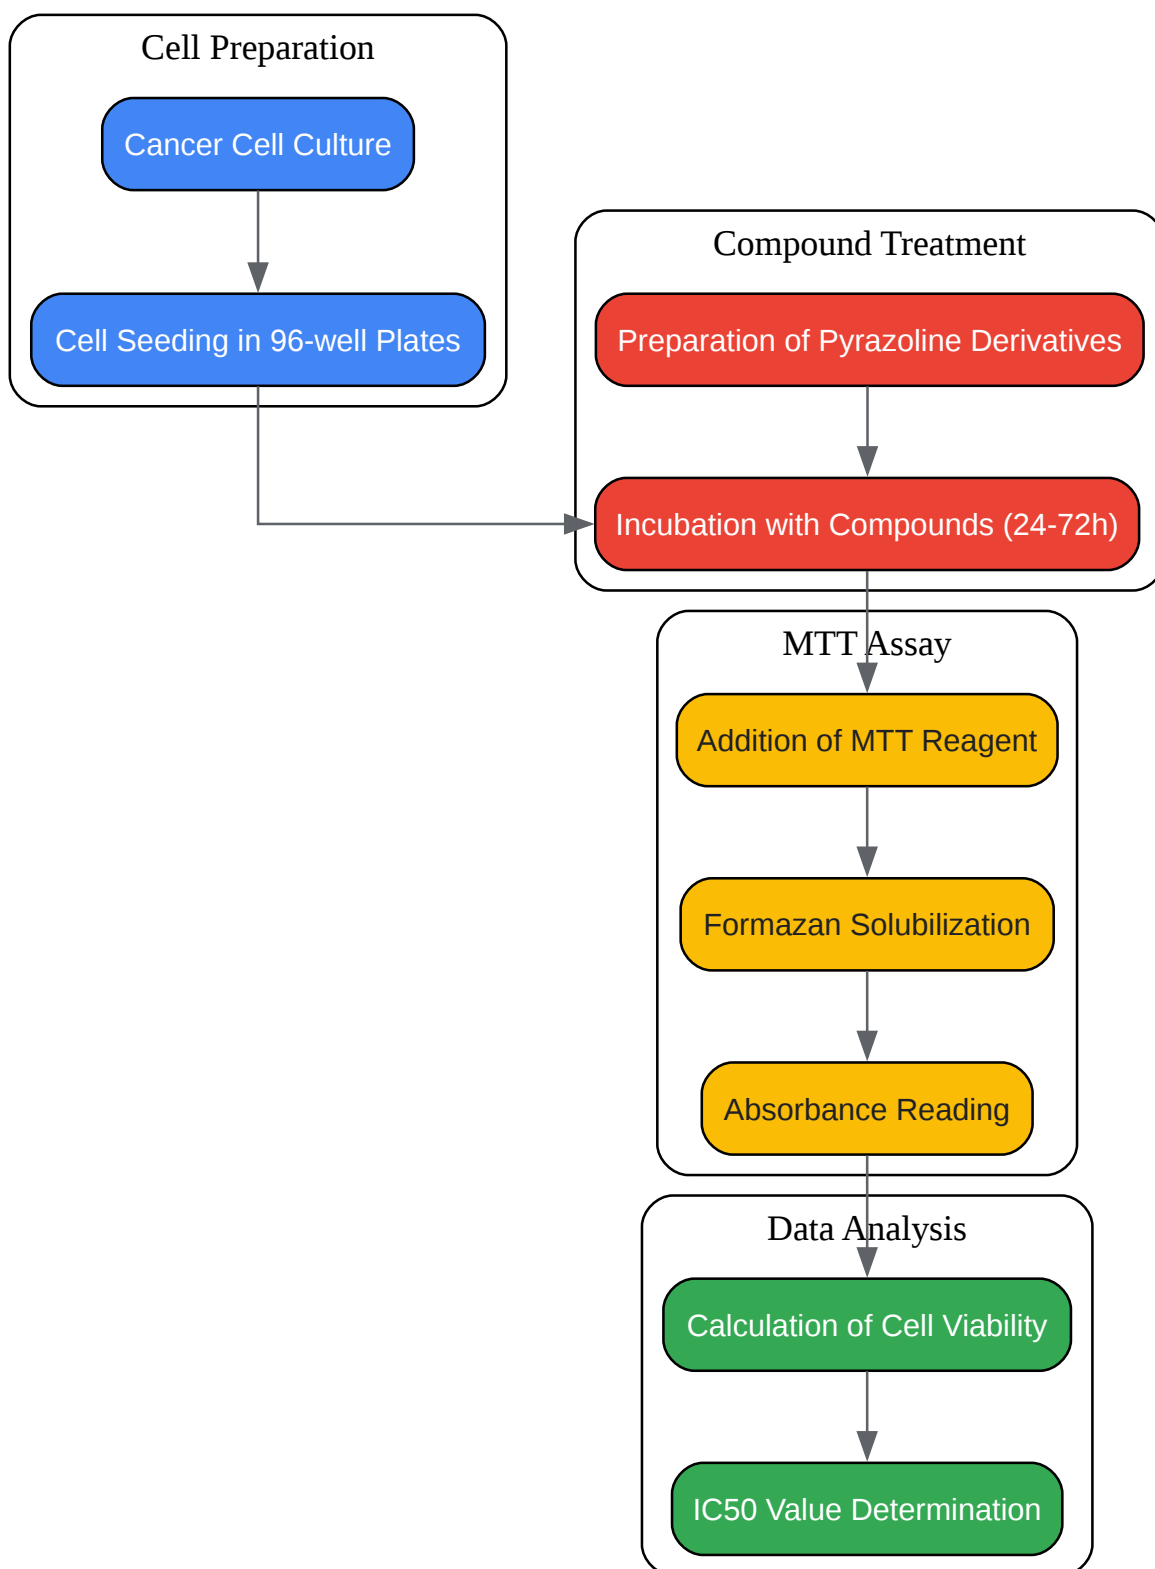 Cell Preparation
Cancer Cell Culture
Cell Seeding in 96-well Plates
Compound Treatment
Preparation of Pyrazoline Derivatives
Incubation with Compounds (24-72h)
MTT Assay
Addition of MTT Reagent
Formazan Solubilization
Absorbance Reading
Data Analysis
Calculation of Cell Viability
IC50 Value Determination